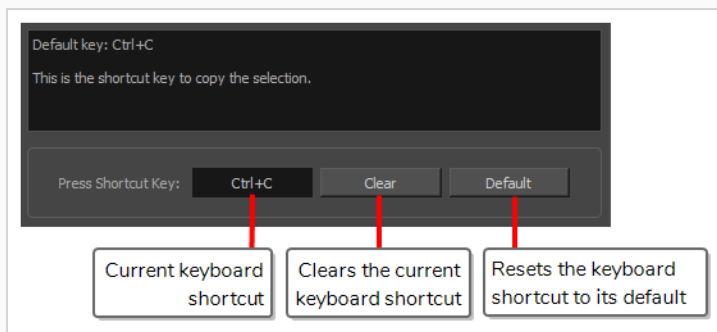 Default key: Ctrl+C
This is the shortcut key to copy the selection.
Press Shortcut Key:
Ctrl+C
Clear
Default
Current keyboard
shortcut
Clears the current
keyboard shortcut
Resets the keyboard
shortcut to its default